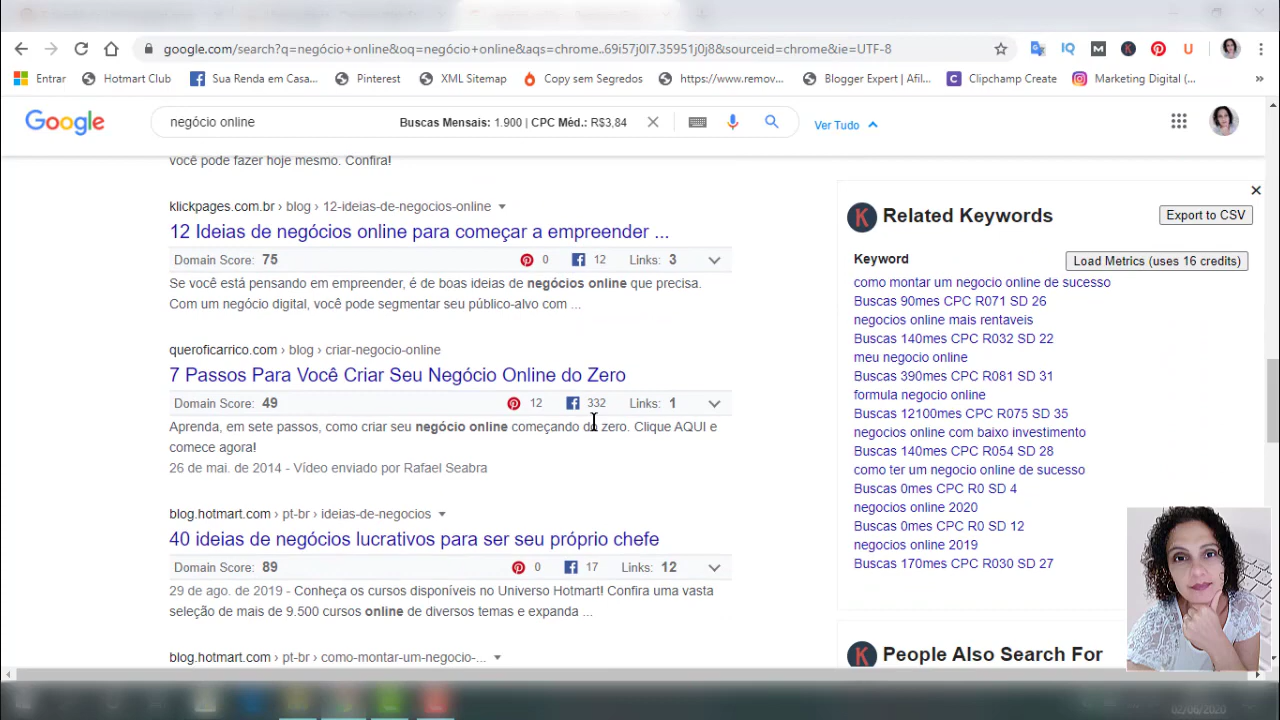 google.com/search?q=negócio+online&oq=negócio+online&aqs=chrome..69i57j0l7.35951j0j8&sourceid=chrome&ie=UTF-8
Entrar Hotmart Club Sua Renda em Casa... Pinterest XML Sitemap Copy sem Segredos https://www.remov... Blogger Expert | Afil... Clipchamp Create Marketing Digital (... »
Google negócio online Buscas Mensais: 1.900 | CPC Méd.: R$3,84 Ver Tudo
você pode fazer hoje mesmo. Confira!
klickpages.com.br › blog › 12-ideias-de-negocios-online
12 Ideias de negócios online para começar a empreender ...
Domain Score: 75 0 12 Links: 3
Se você está pensando em empreender, é de boas ideias de negócios online que precisa.
Com um negócio digital, você pode segmentar seu público-alvo com ...
queroficarrico.com › blog › criar-negocio-online
7 Passos Para Você Criar Seu Negócio Online do Zero
Domain Score: 49 12 332 Links: 1
Aprenda, em sete passos, como criar seu negócio online começando do zero. Clique AQUI e
comece agora!
26 de mai. de 2014 - Vídeo enviado por Rafael Seabra
blog.hotmart.com › pt-br › ideias-de-negocios
40 ideias de negócios lucrativos para ser seu próprio chefe
Domain Score: 89 0 17 Links: 12
29 de ago. de 2019 - Conheça os cursos disponíveis no Universo Hotmart! Confira uma vasta
seleção de mais de 9.500 cursos online de diversos temas e expanda ...
blog.hotmart.com › pt-br › como-montar-um-negocio-...
Related Keywords Export to CSV
Keyword Load Metrics (uses 16 credits)
como montar um negocio online de sucesso
Buscas 90mes CPC R071 SD 26
negocios online mais rentaveis
Buscas 140mes CPC R032 SD 22
meu negocio online
Buscas 390mes CPC R081 SD 31
formula negocio online
Buscas 12100mes CPC R075 SD 35
negocios online com baixo investimento
Buscas 140mes CPC R054 SD 28
como ter um negocio online de sucesso
Buscas 0mes CPC R0 SD 4
negocios online 2020
Buscas 0mes CPC R0 SD 12
negocios online 2019
Buscas 170mes CPC R030 SD 27
People Also Search For
02/06/2020